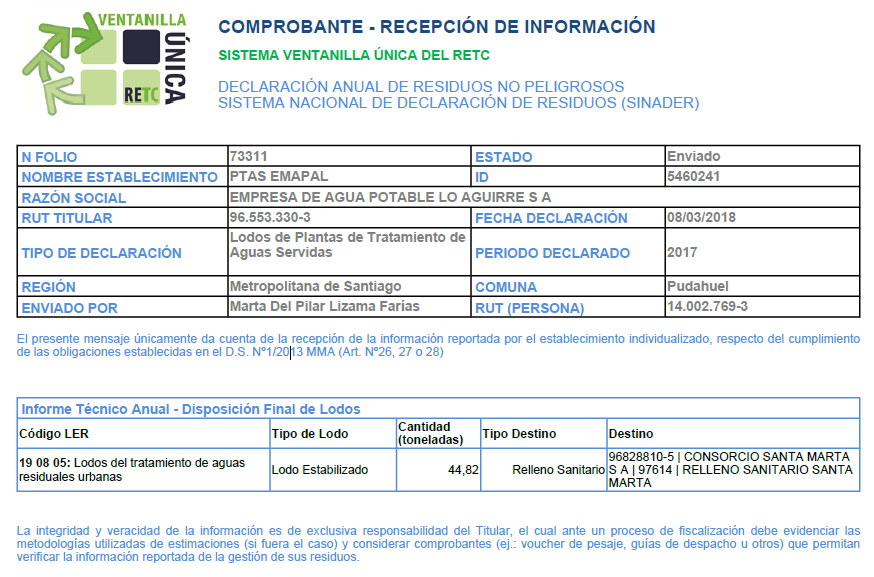 VENTANILLA
ÚNICA
RETC
COMPROBANTE - RECEPCIÓN DE INFORMACIÓN
SISTEMA VENTANILLA ÚNICA DEL RETC
DECLARACIÓN ANUAL DE RESIDUOS NO PELIGROSOS
SISTEMA NACIONAL DE DECLARACIÓN DE RESIDUOS (SINADER)
N FOLIO 73311 ESTADO Enviado
NOMBRE ESTABLECIMIENTO PTAS EMAPAL ID 5460241
RAZÓN SOCIAL EMPRESA DE AGUA POTABLE LO AGUIRRE S A
RUT TITULAR 96.553.330-3 FECHA DECLARACIÓN 08/03/2018
TIPO DE DECLARACIÓN Lodos de Plantas de Tratamiento de
Aguas Servidas PERIODO DECLARADO 2017
REGIÓN Metropolitana de Santiago COMUNA Pudahuel
ENVIADO POR Marta Del Pilar Lizama Farías RUT (PERSONA) 14.002.769-3
El presente mensaje únicamente da cuenta de la recepción de la información reportada por el establecimiento individualizado, respecto del cumplimiento
de las obligaciones establecidas en el D.S. Nº1/2013 MMA (Art. Nº26, 27 o 28)
Informe Técnico Anual - Disposición Final de Lodos
Código LER Tipo de Lodo Cantidad
(toneladas) Tipo Destino Destino
19 08 05: Lodos del tratamiento de aguas
residuales urbanas Lodo Estabilizado 44,82 Relleno Sanitario 96828810-5 | CONSORCIO SANTA MARTA
S A | 97614 | RELLENO SANITARIO SANTA
MARTA
La integridad y veracidad de la información es de exclusiva responsabilidad del Titular, el cual ante un proceso de fiscalización debe evidenciar las
metodologías utilizadas de estimaciones (si fuera el caso) y considerar comprobantes (ej.: voucher de pesaje, guías de despacho u otros) que permitan
verificar la información reportada de la gestión de sus residuos.